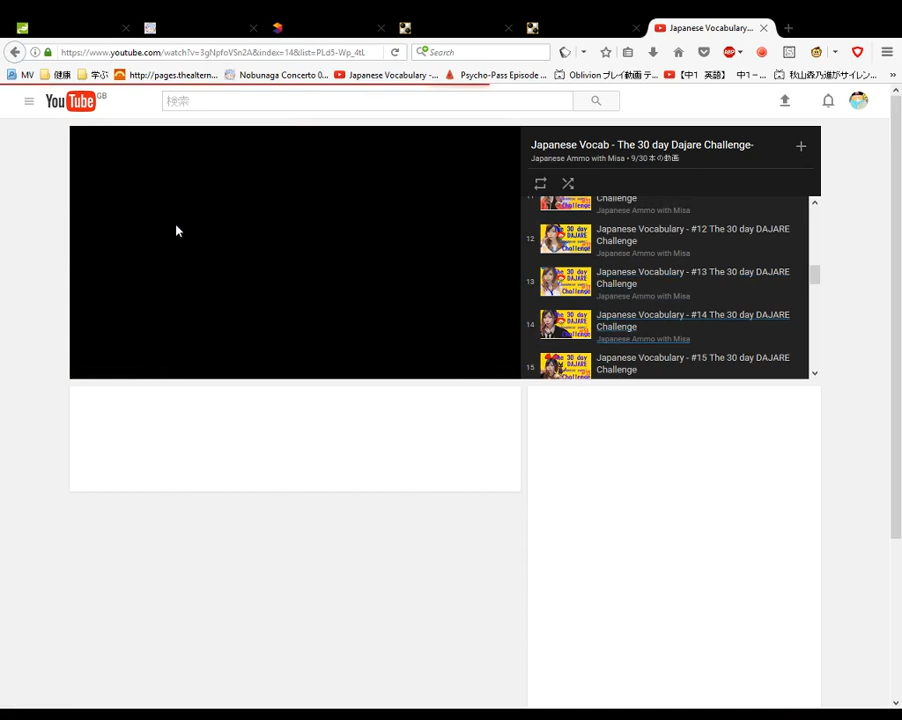 Japanese Vocabulary...
https://www.youtube.com/watch?v=3gNpfoVSn2A&index=14&list=PLd5-Wp_4tL
Search
MV
健康
学ぶ
http://pages.thealtern...
Nobunaga Concerto 0...
Japanese Vocabulary -...
Psycho-Pass Episode ...
Oblivion プレイ動画 テ...
【中1 英語】 中1－...
秋山森乃進がサイレン...
YouTube GB
検索
Japanese Vocab - The 30 day Dajare Challenge-
Japanese Ammo with Misa • 9/30 本の動画
Challenge
Japanese Ammo with Misa
12
Japanese Vocabulary - #12 The 30 day DAJARE
Challenge
Japanese Ammo with Misa
13
Japanese Vocabulary - #13 The 30 day DAJARE
Challenge
Japanese Ammo with Misa
14
Japanese Vocabulary - #14 The 30 day DAJARE
Challenge
Japanese Ammo with Misa
15
Japanese Vocabulary - #15 The 30 day DAJARE
Challenge